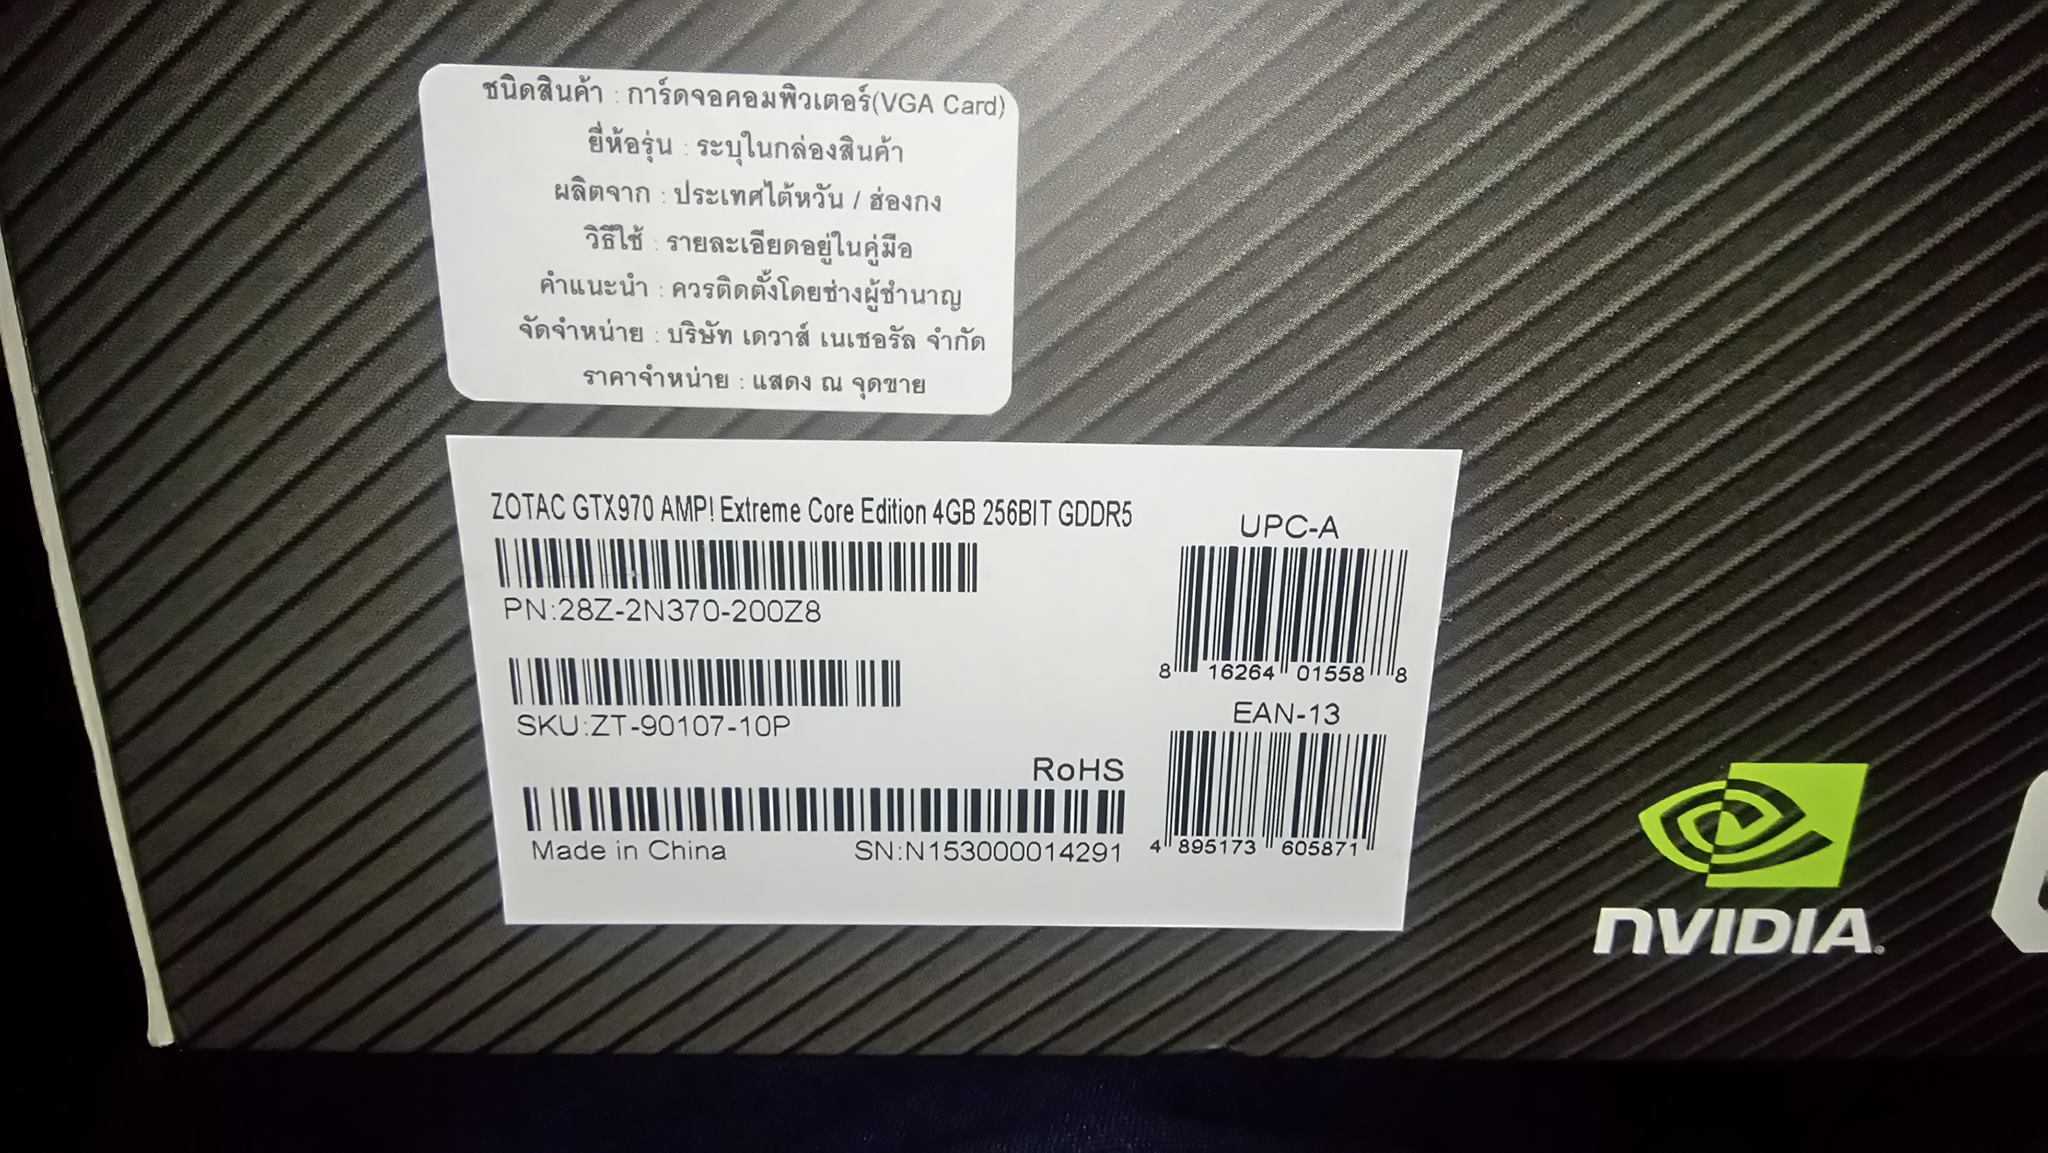 ชนิดสินค้า : การ์ดจอคอมพิวเตอร์(VGA Card)
ยี่ห้อรุ่น : ระบุในกล่องสินค้า
ผลิตจาก : ประเทศไต้หวัน / ฮ่องกง
วิธีใช้ : รายละเอียดอยู่ในคู่มือ
คำแนะนำ : ควรติดตั้งโดยช่างผู้ชำนาญ
จัดจำหน่าย : บริษัท เดวาส์ เนเชอรัล จำกัด
ราคาจำหน่าย : แสดง ณ จุดขาย
ZOTAC GTX970 AMP! Extreme Core Edition 4GB 256BIT GDDR5
PN:28Z-2N370-200Z8
SKU:ZT-90107-10P
RoHS
Made in China SN:N153000014291
UPC-A
8 16264 01558 8
EAN-13
4 895173 605871
NVIDIA.